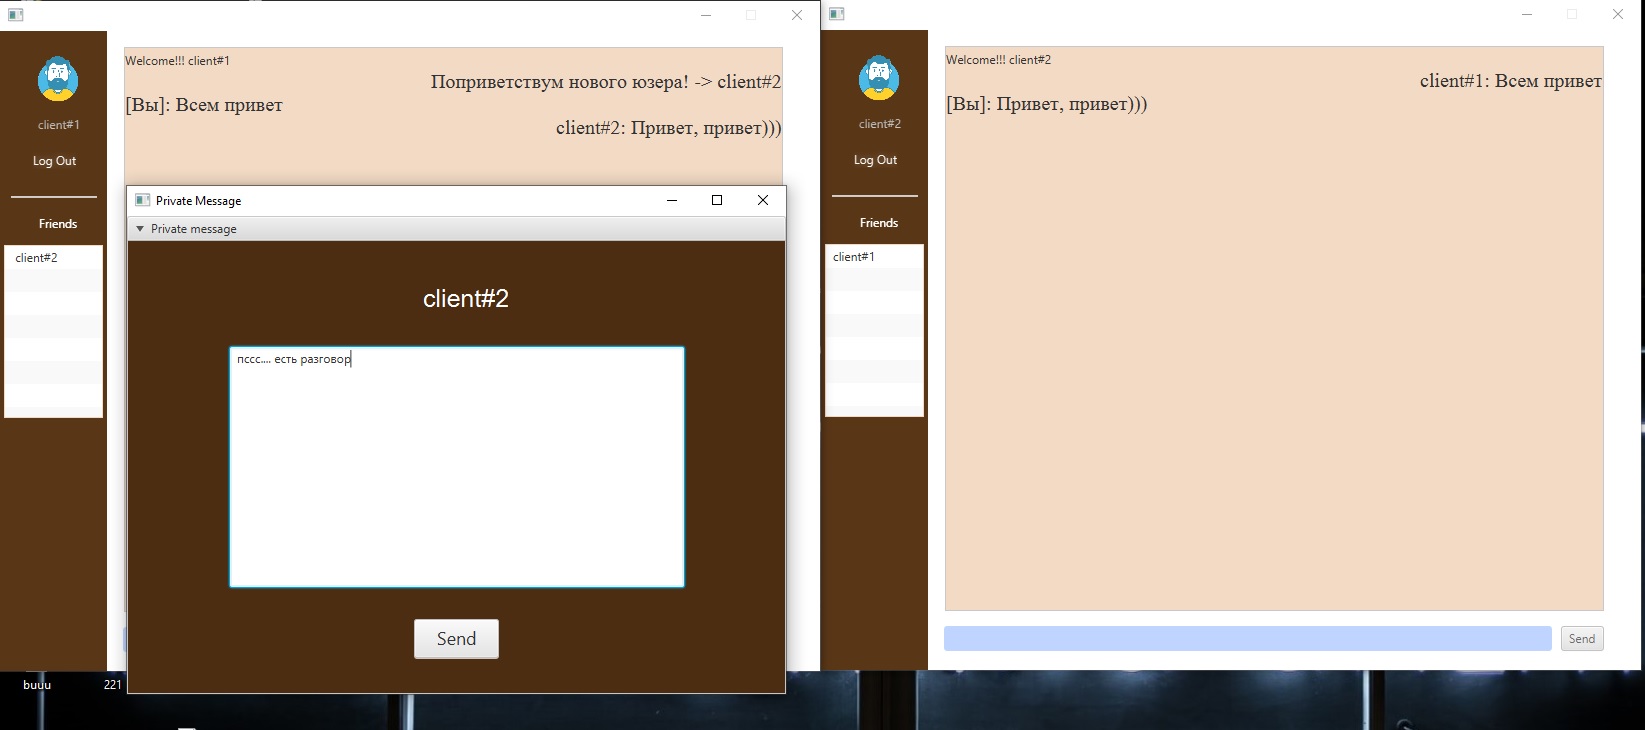 client#1
Log Out
Friends
client#2
Welcome!!! client#1
Поприветствум нового юзера! -> client#2
[Вы]: Всем привет
client#2: Привет, привет)))
Private Message
Private message
client#2
пссс.... есть разговор
Send
client#2
Log Out
Friends
client#1
Welcome!!! client#2
client#1: Всем привет
[Вы]: Привет, привет)))
Send
buuu
221